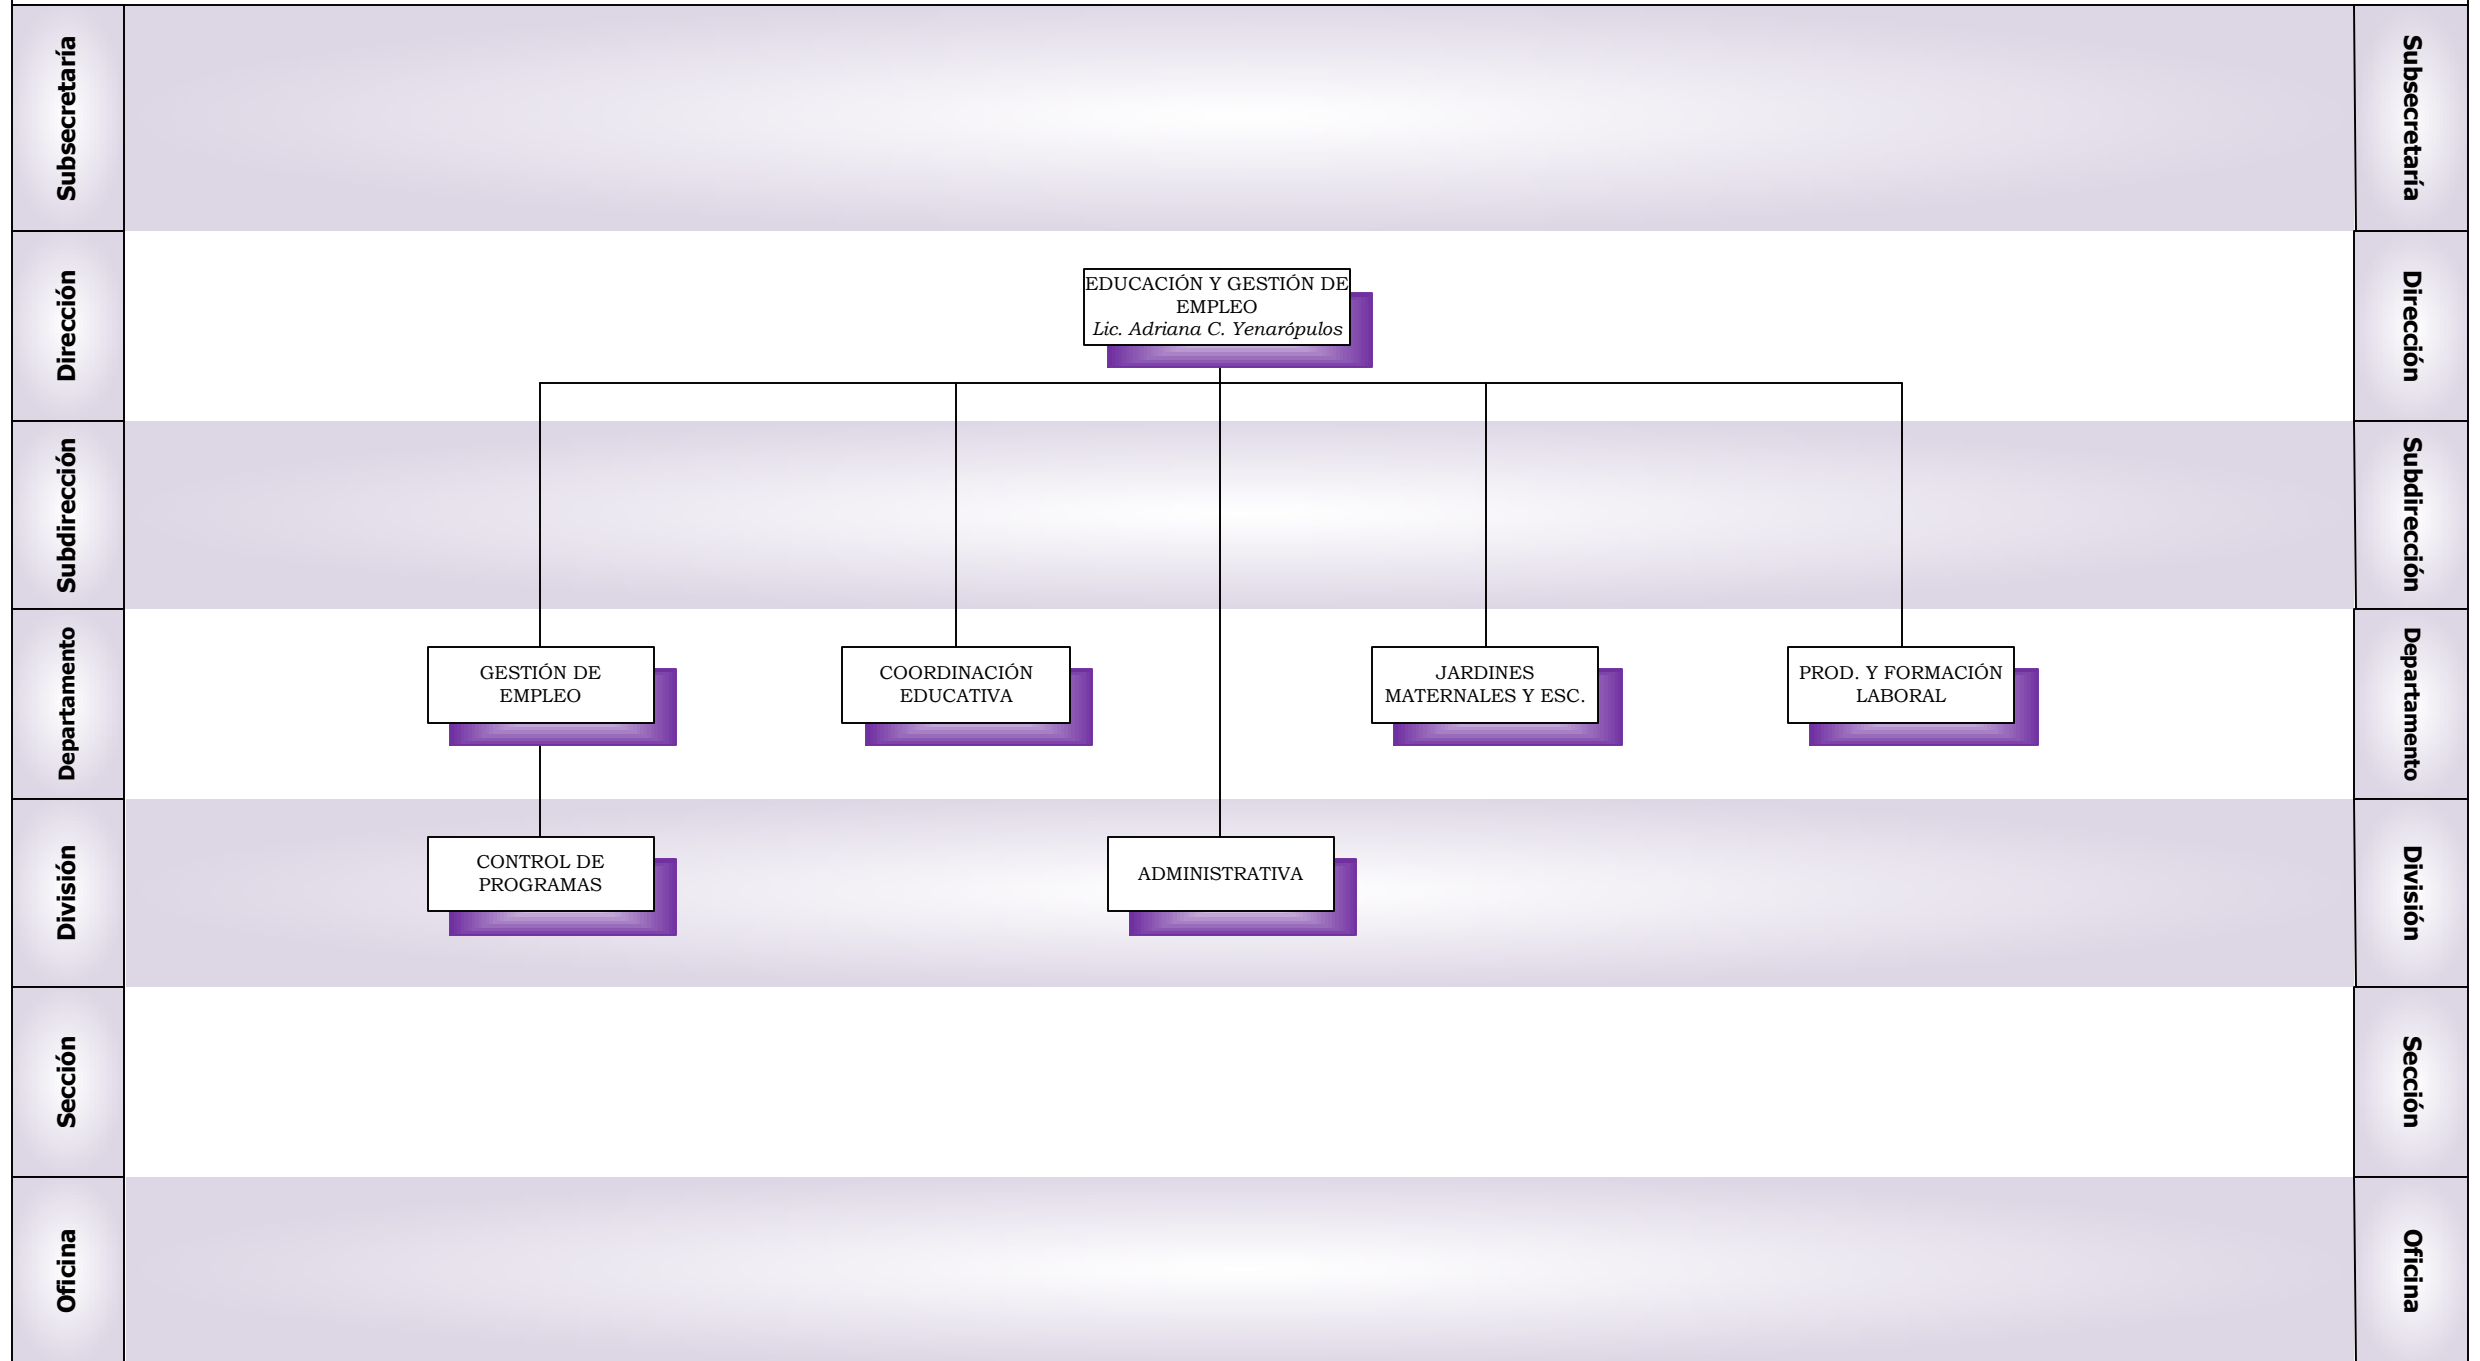 Subsecretaría
Subsecretaría
Dirección
EDUCACIÓN Y GESTIÓN DE
EMPLEO
Lic. Adriana C. Yenarópulos
Dirección
Subdirección
Subdirección
Departamento
GESTIÓN DE
EMPLEO
COORDINACIÓN
EDUCATIVA
JARDINES
MATERNALES Y ESC.
PROD. Y FORMACIÓN
LABORAL
Departamento
División
CONTROL DE
PROGRAMAS
ADMINISTRATIVA
División
Sección
Sección
Oficina
Oficina